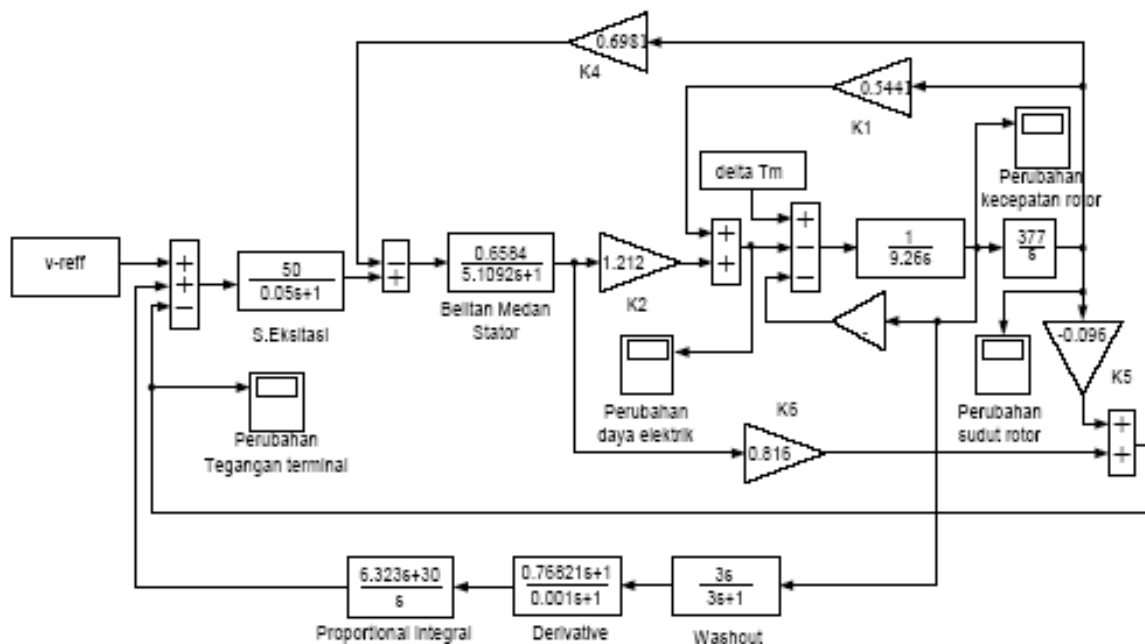 0.6981
K4
0.5441
K1
delta Tm
Perubahan
kecepatan rotor
v-reff
+
+
−
50
0.05s+1
S.Eksitasi
−
+
0.6584
5.1092s+1
Belitan Medan
Stator
1.212
K2
+
+
+
−
−
1
9.26s
377
s
-
-0.096
K5
Perubahan
Tegangan terminal
Perubahan
daya elektrik
K6
0.816
Perubahan
sudut rotor
+
+
6.323s+30
s
Proportional Integral
0.76821s+1
0.001s+1
Derivative
3s
3s+1
Washout